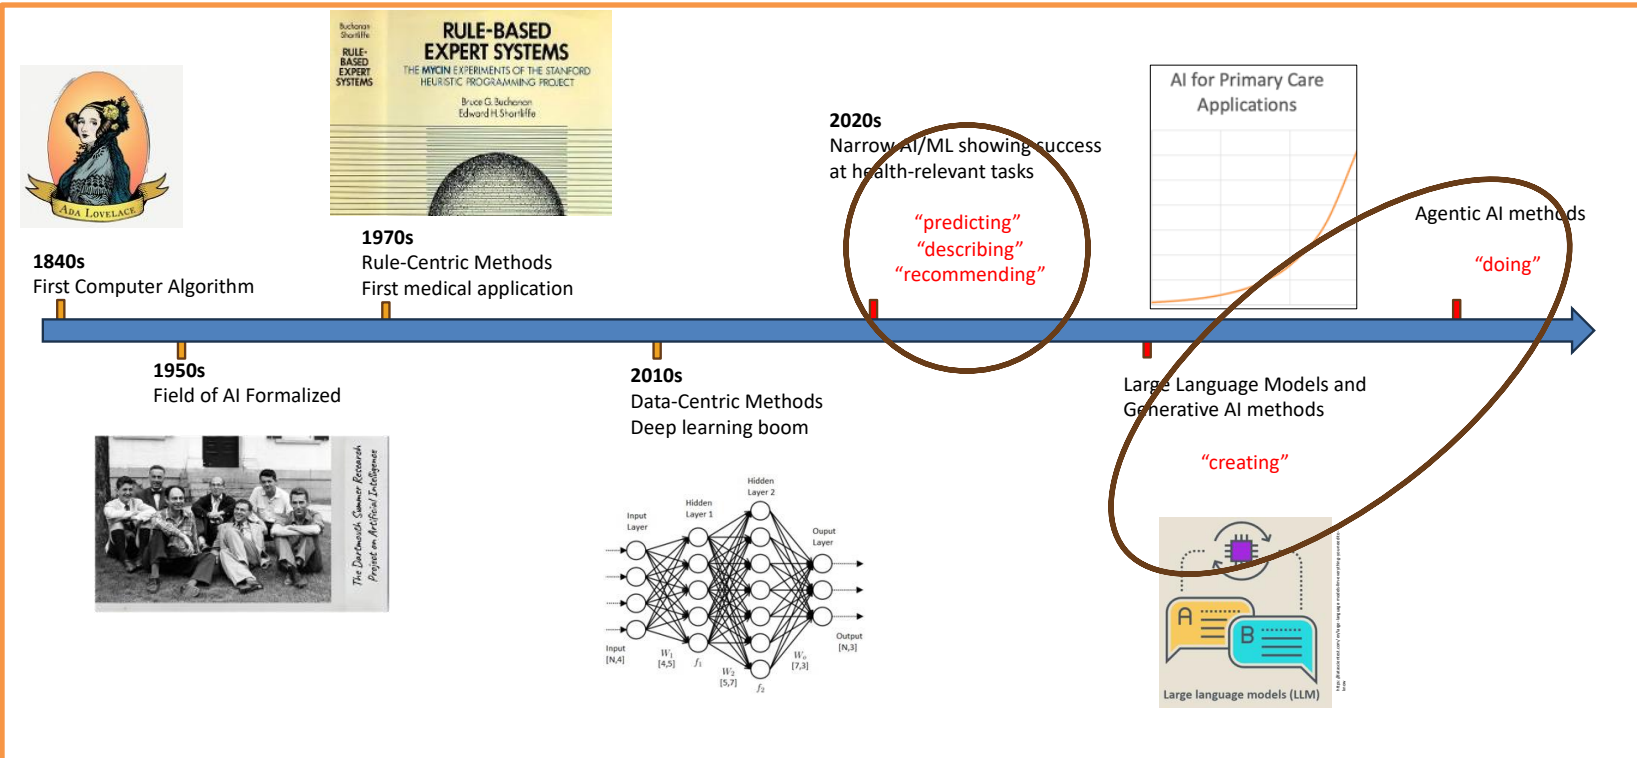 Buchanan
Shortliffe
RULE-
BASED
EXPERT
SYSTEMS
RULE-BASED
EXPERT SYSTEMS
THE MYCIN EXPERIMENTS OF THE STANFORD
HEURISTIC PROGRAMMING PROJECT
Bruce G. Buchanan
Edward H. Shortliffe
ADA LOVELACE
1840s
First Computer Algorithm
1970s
Rule-Centric Methods
First medical application
2020s
Narrow AI/ML showing success
at health-relevant tasks
“predicting”
“describing”
“recommending”
AI for Primary Care
Applications
Agentic AI methods
“doing”
1950s
Field of AI Formalized
The Dartmouth Summer Research
Project on Artificial Intelligence
2010s
Data-Centric Methods
Deep learning boom
Input
Layer
Hidden
Layer 1
Hidden
Layer 2
Ouput
Layer
Input
[N,4]
W₁
[4,5]
f₁
W₂
[5,7]
f₂
Wₒ
[7,3]
Output
[N,3]
Large Language Models and
Generative AI methods
“creating”
A
B
Large language models (LLM)